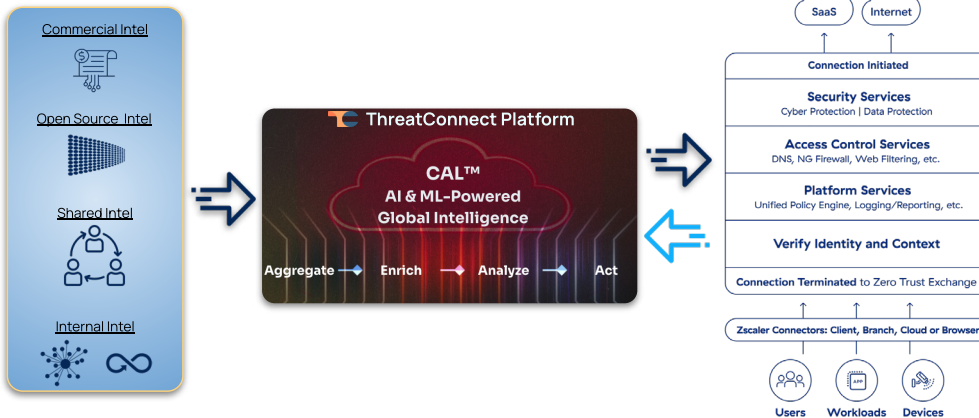 Commercial Intel
Open Source Intel
Shared Intel
Internal Intel
ThreatConnect Platform
CAL™
AI & ML-Powered
Global Intelligence
Aggregate
Enrich
Analyze
Act
SaaS
Internet
Connection Initiated
Security Services
Cyber Protection | Data Protection
Access Control Services
DNS, NG Firewall, Web Filtering, etc.
Platform Services
Unified Policy Engine, Logging/Reporting, etc.
Verify Identity and Context
Connection Terminated to Zero Trust Exchange
Zscaler Connectors: Client, Branch, Cloud or Browser
APP
Users
Workloads
Devices